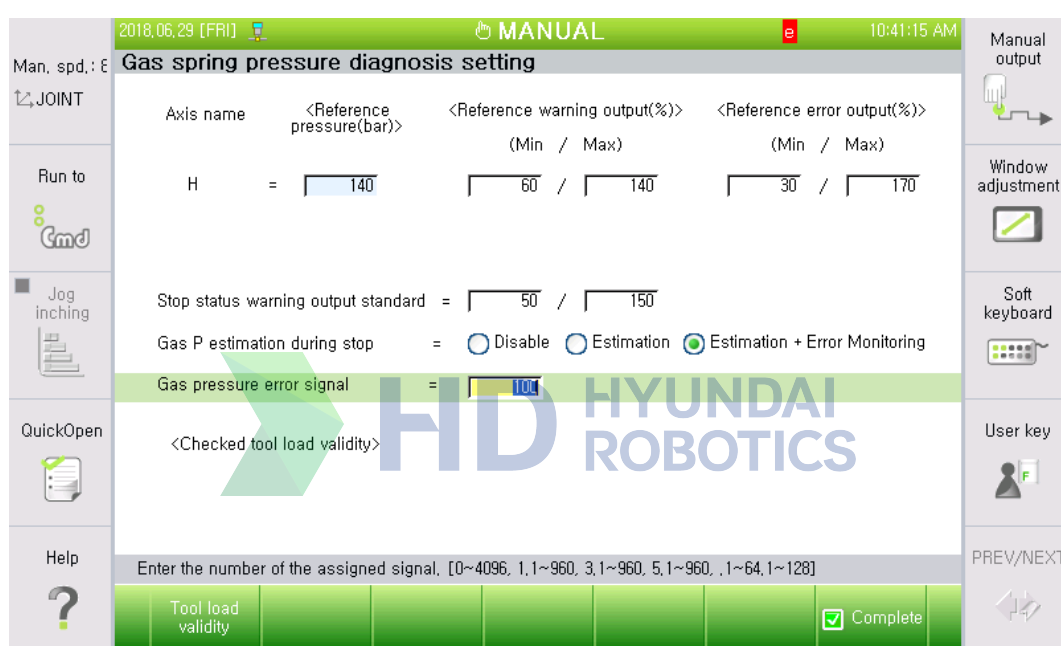 2018,06,29 [FRI] MANUAL e 10:41:15 AM
Man, spd,: 8 Gas spring pressure diagnosis setting
JOINT
Axis name <Reference pressure(bar)> <Reference warning output(%)> <Reference error output(%)>
(Min / Max) (Min / Max)
H = 140 60 / 140 30 / 170
Stop status warning output standard = 50 / 150
Gas P estimation during stop = Disable Estimation Estimation + Error Monitoring
Gas pressure error signal = 100
<Checked tool load validity>
HD HYUNDAI
ROBOTICS
Enter the number of the assigned signal, [0~4096, 1,1~960, 3,1~960, 5,1~960, ,1~64,1~128]
Tool load
validity
Complete
Run to
Cmd
Jog
inching
QuickOpen
Help
?
Manual
output
Window
adjustment
Soft
keyboard
User key
F
PREV/NEXT